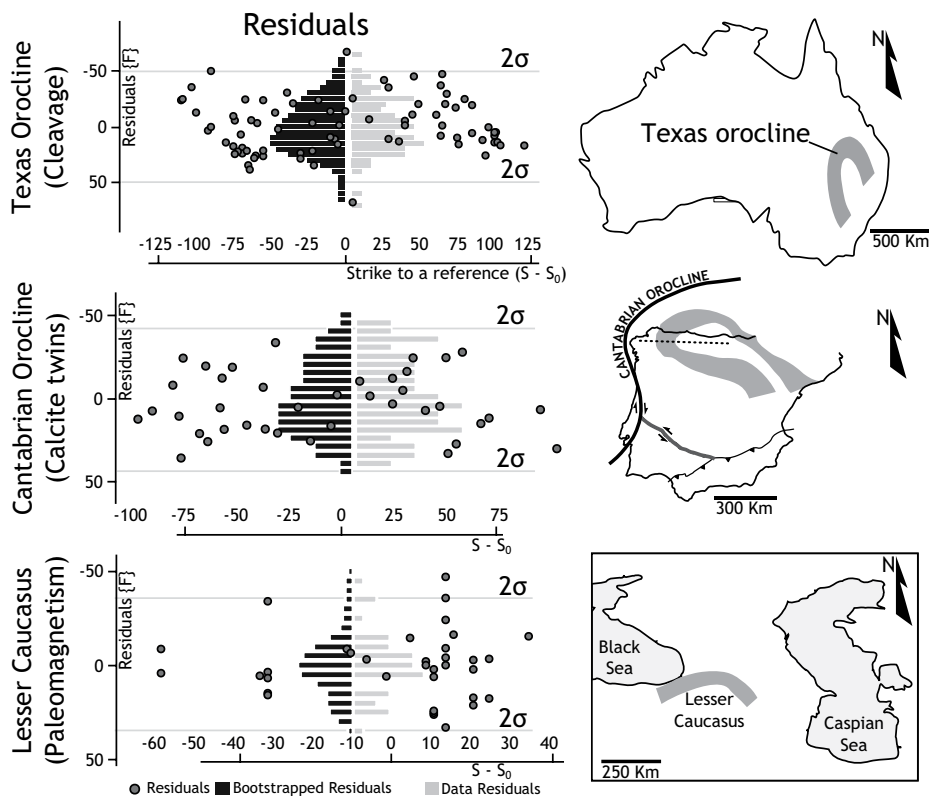 Residuals
Texas Orocline
(Cleavage)
Residuals {F}
-50
0
50
2σ
2σ
-125 -100 -75 -50 -25 0 25 50 75 100 125
Strike to a reference (S - S₀)
Texas orocline
N
500 Km
Cantabrian Orocline
(Calcite twins)
Residuals {F}
-50
0
50
2σ
2σ
-100 -75 -50 -25 0 25 50 75
S - S₀
CANTABRIAN OROCLINE
N
300 Km
Lesser Caucasus
(Paleomagnetism)
Residuals {F}
-50
0
50
2σ
2σ
-60 -50 -40 -30 -20 -10 0 10 20 30 40
S - S₀
N
Black
Sea
Lesser
Caucasus
Caspian
Sea
250 Km
Residuals Bootstrapped Residuals Data Residuals